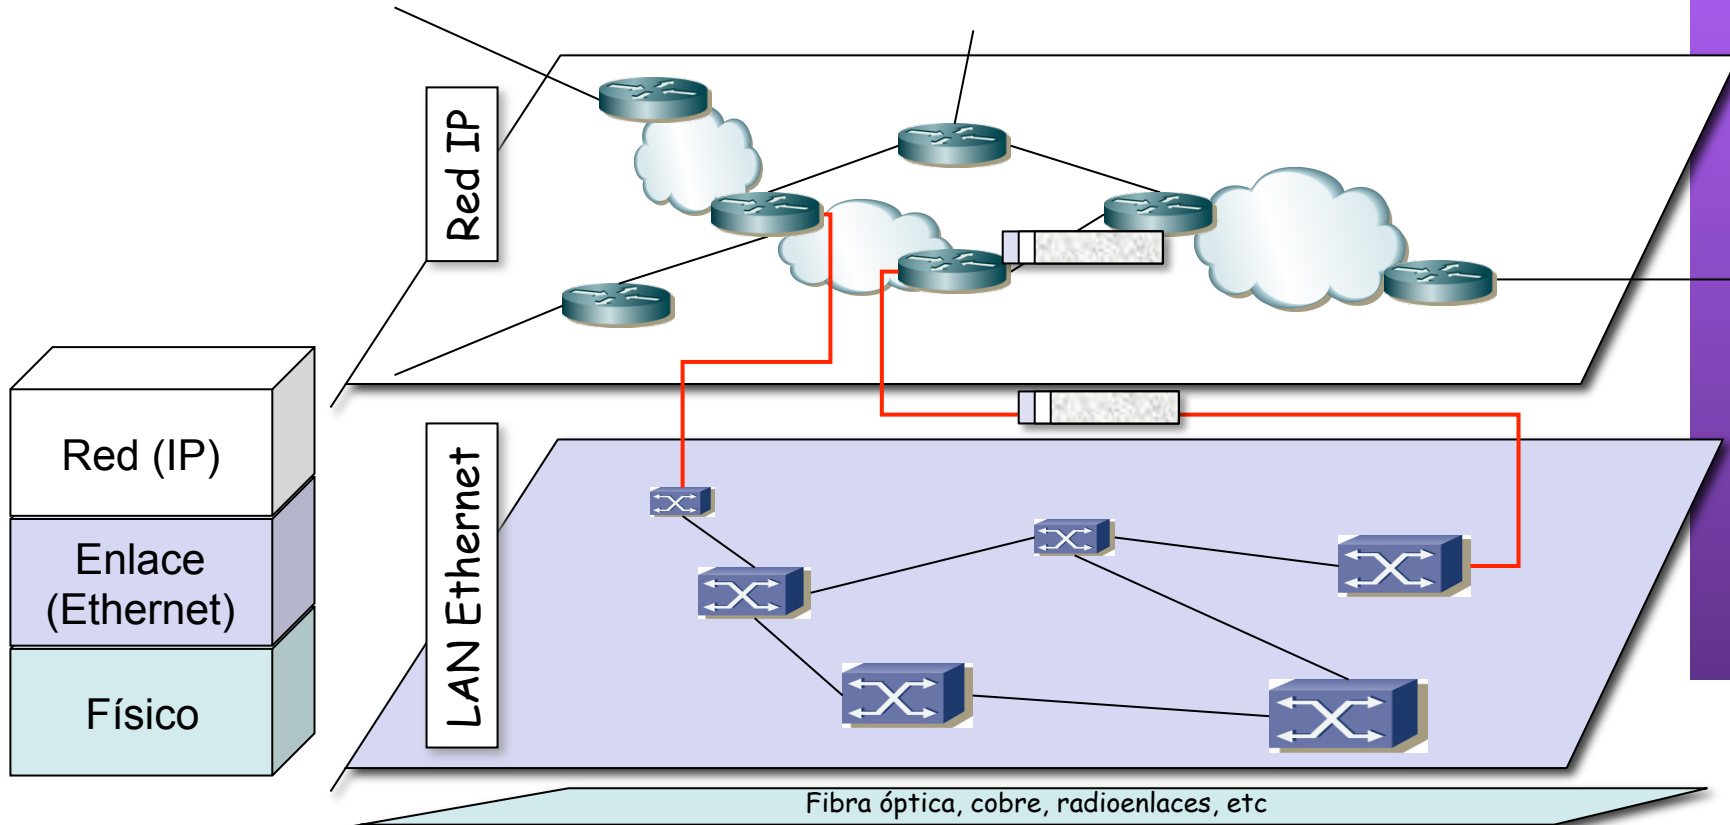 Red IP
Red (IP)
Enlace
(Ethernet)
Físico
LAN Ethernet
Fibra óptica, cobre, radioenlaces, etc